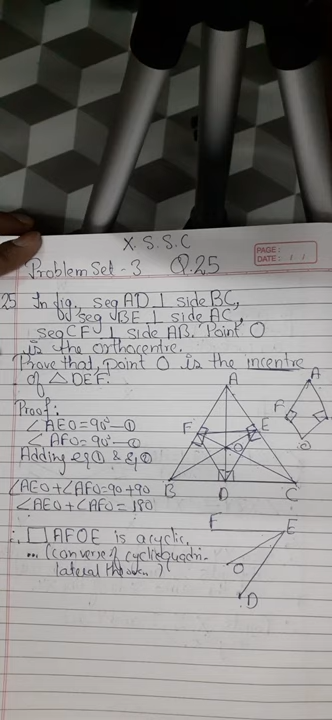 X. S. S. C
PAGE:
DATE: / /
Problem Set - 3 Q.25
25 In fig., seg AD ⊥ side BC,
seg BE ⊥ side AC,
seg CF ⊥ side AB. Point O
is the orthocentre.
Prove that, point O is the incentre
of △DEF.
Proof:
∠AEO=90°-①
∠AFO=90°-②
Adding eq ① & eq ②
∠AEO+∠AFO=90+90
∠AEO+∠AFO=180
∴ □ AFOE is acyclic.
... (converse of cyclic quadri-
lateral )
A
F
E
O
B
D
C
A
F
O
F
E
O
D